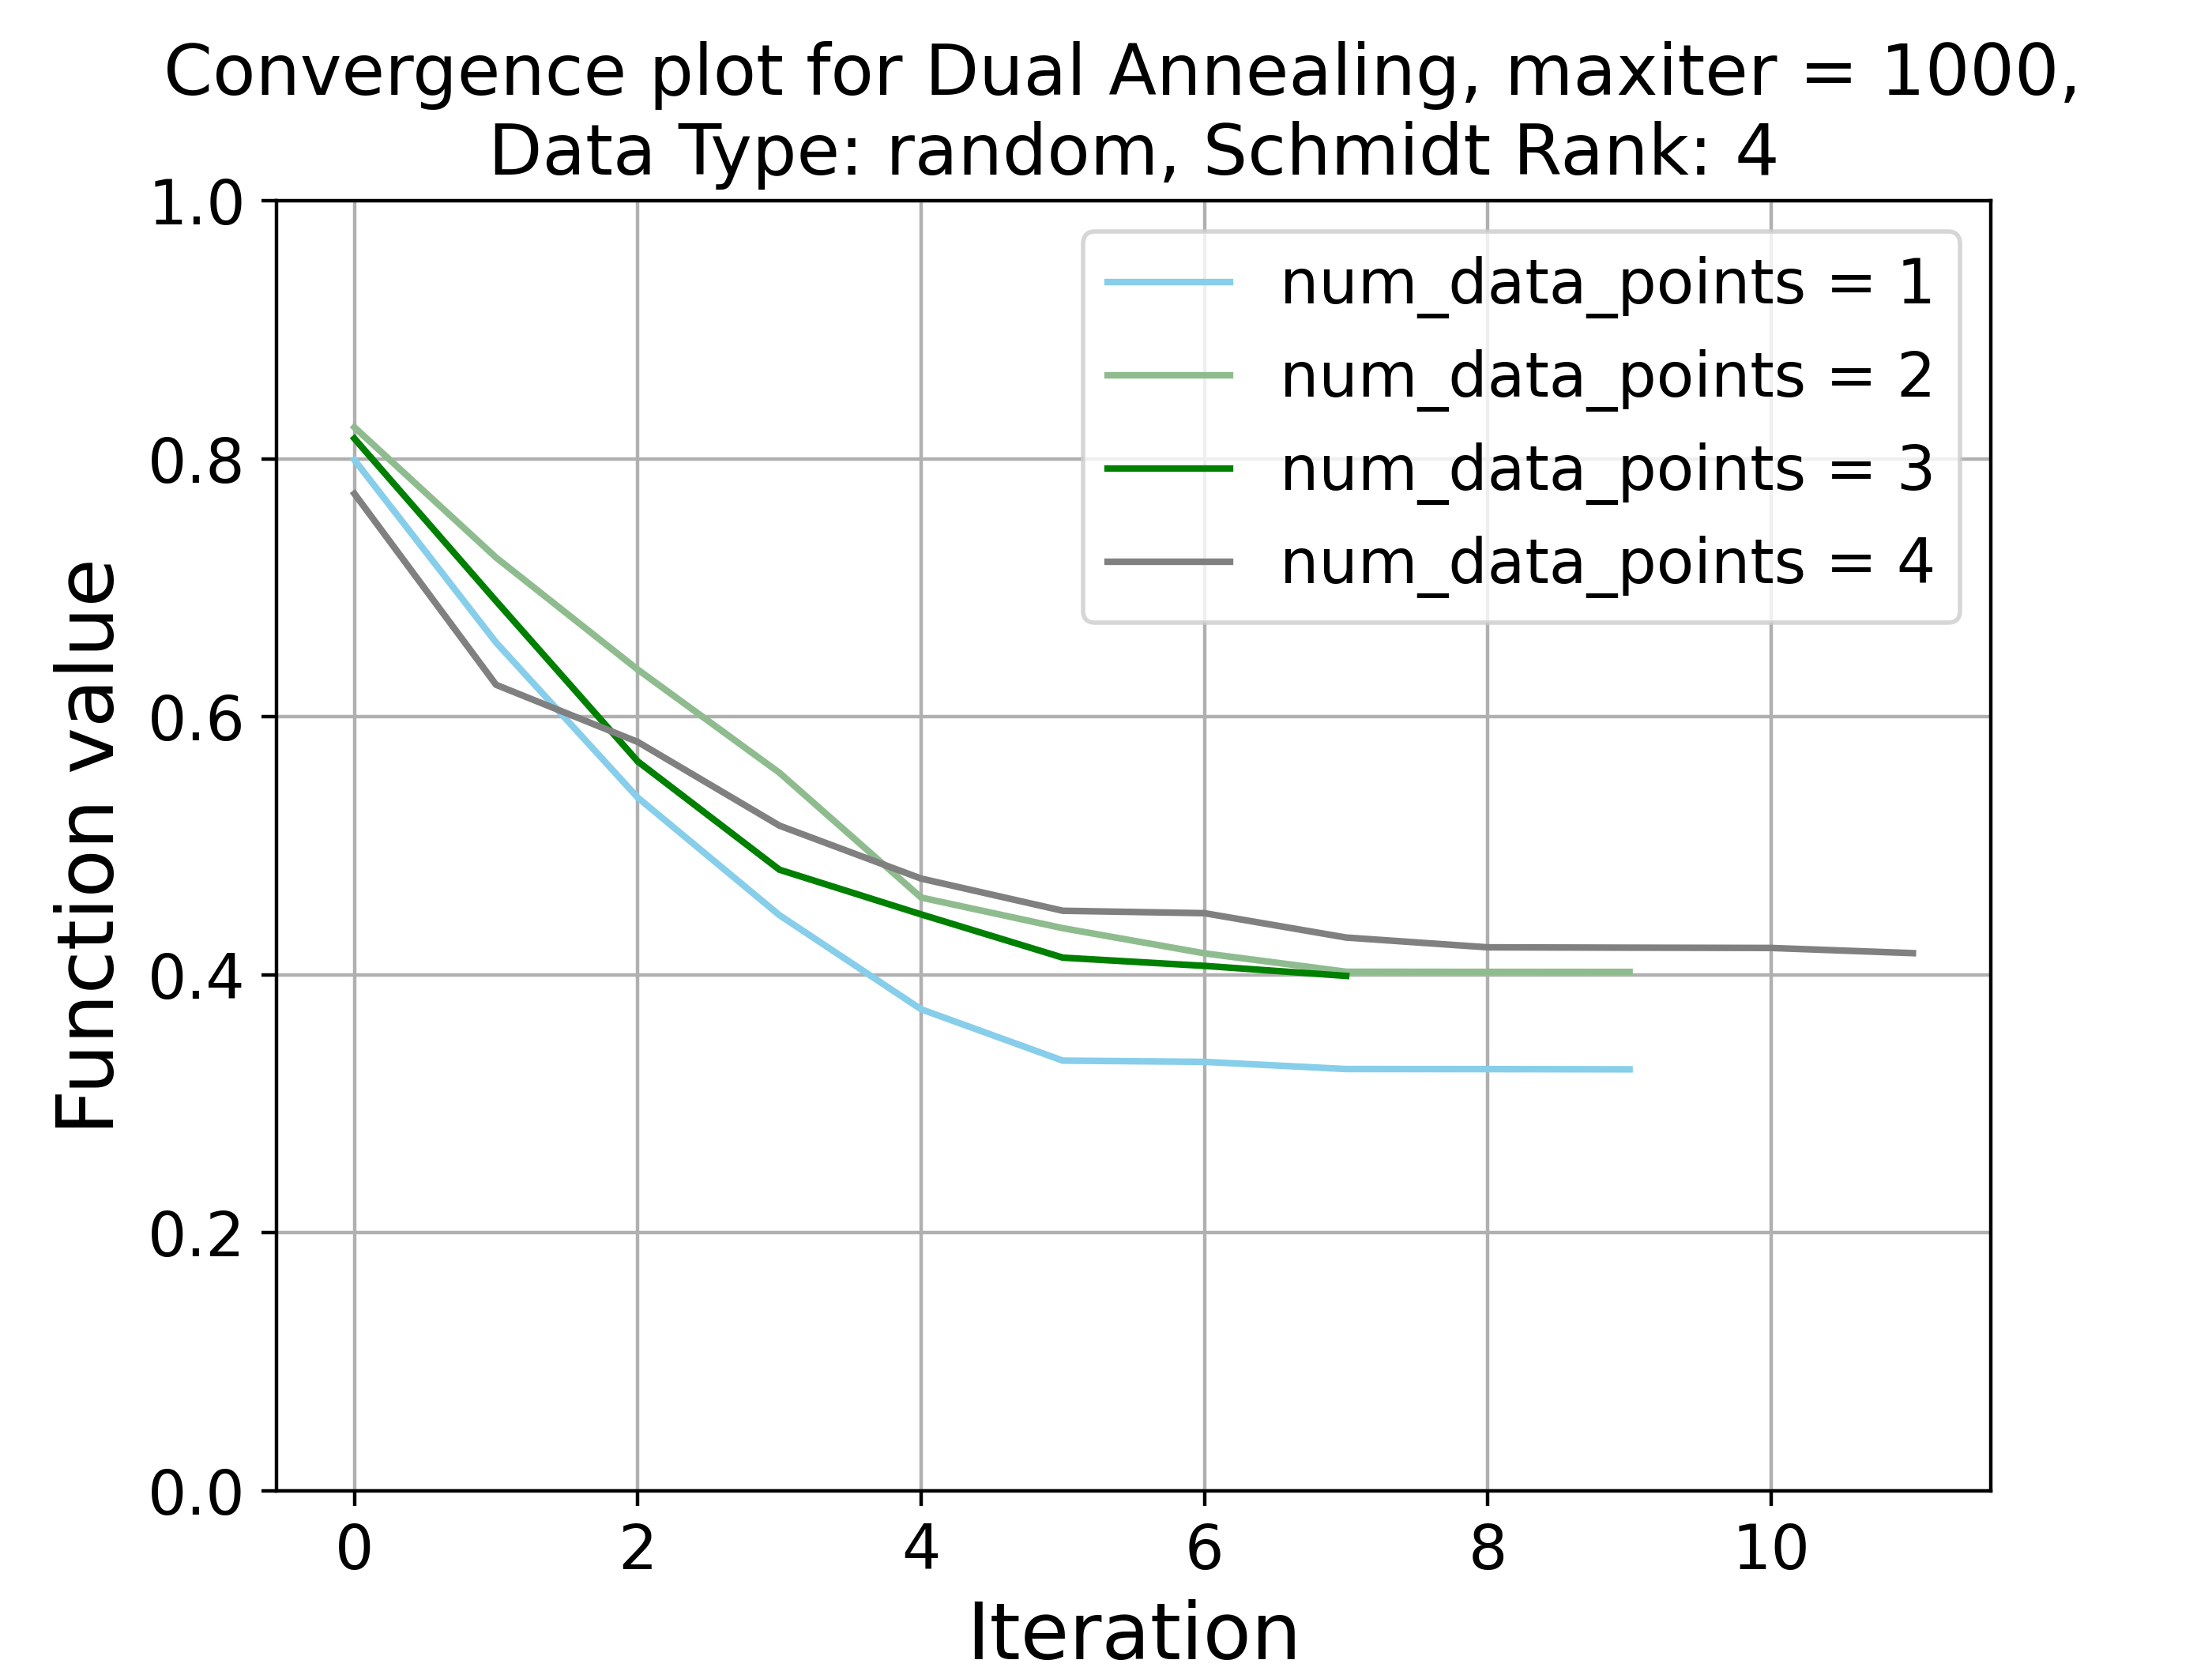 Convergence plot for Dual Annealing, maxiter = 1000,
Data Type: random, Schmidt Rank: 4
1.0
0.8
0.6
0.4
0.2
0.0
Function value
num_data_points = 1
num_data_points = 2
num_data_points = 3
num_data_points = 4
0 2 4 6 8 10
Iteration